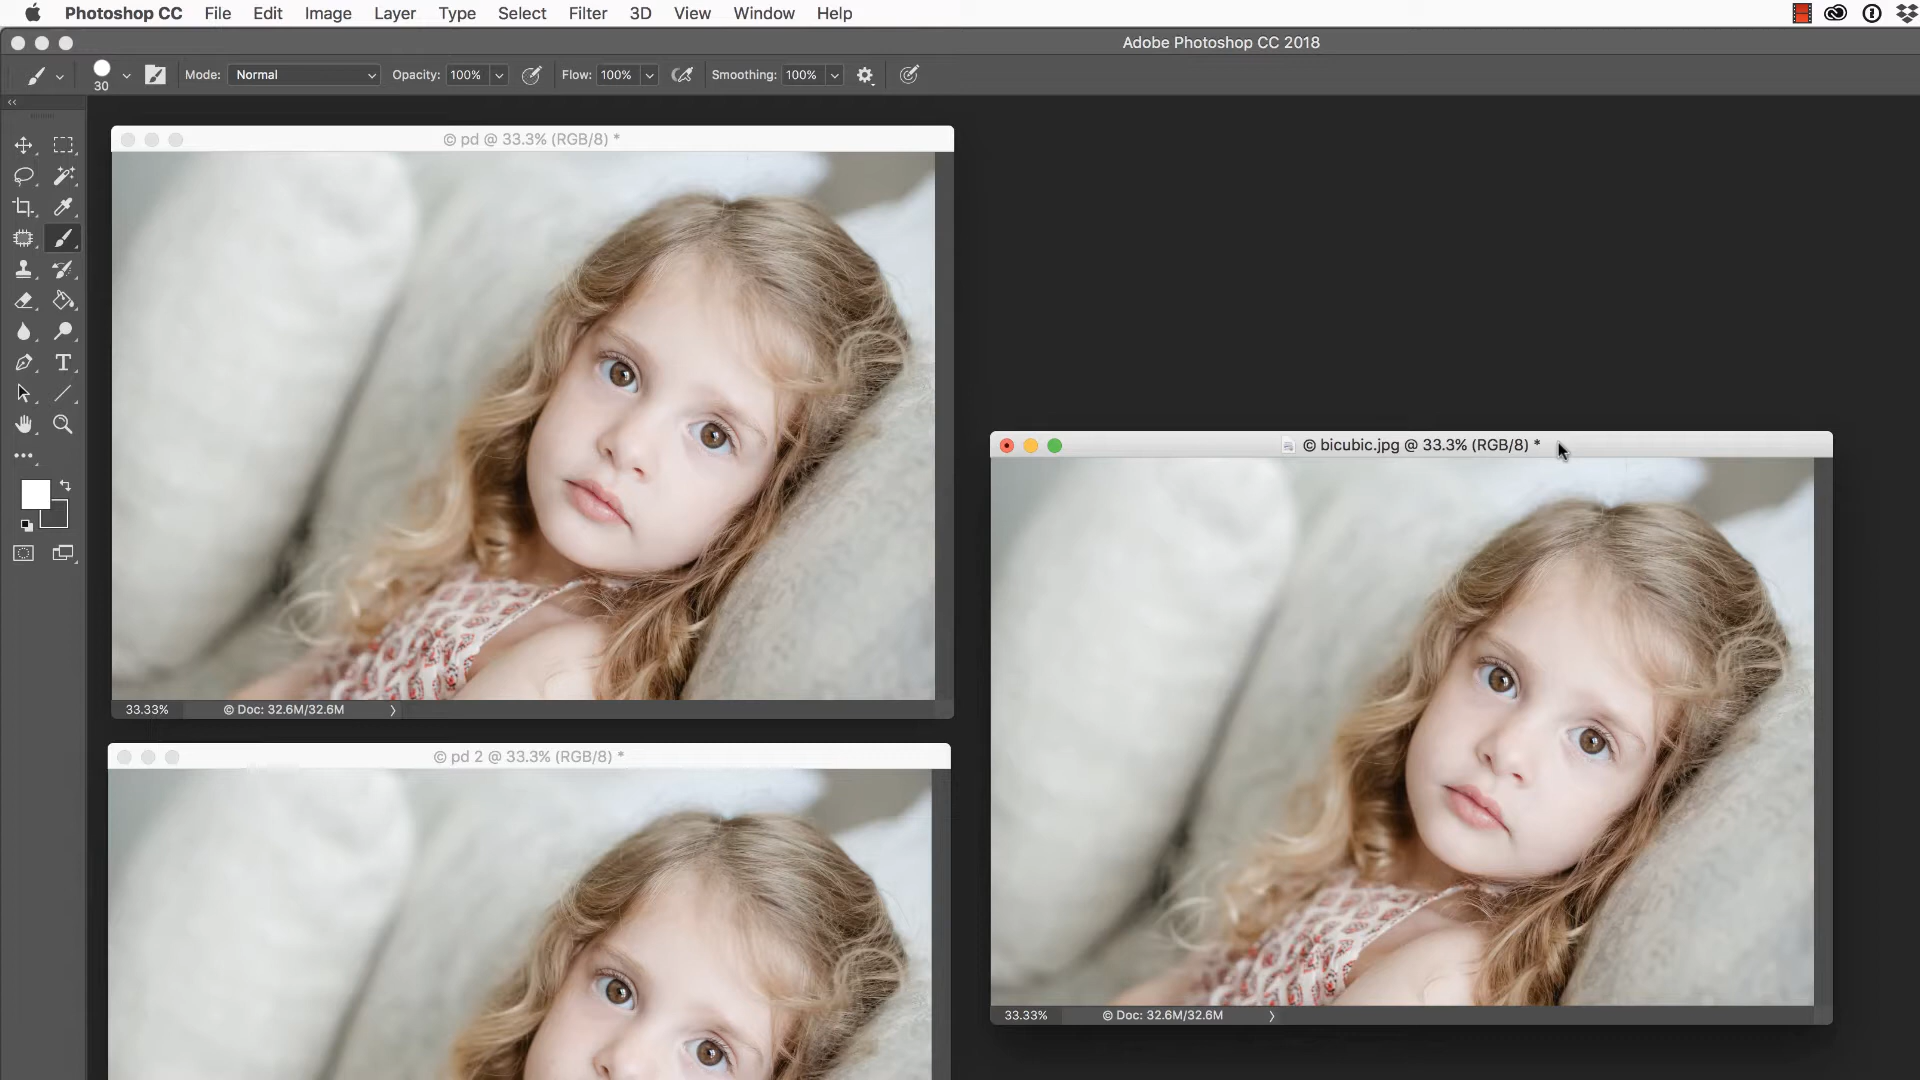 Photoshop CC File Edit Image Layer Type Select Filter 3D View Window Help
Adobe Photoshop CC 2018
30 Mode: Normal Opacity: 100% Flow: 100% Smoothing: 100%
© pd @ 33.3% (RGB/8) *
33.33% © Doc: 32.6M/32.6M
© pd 2 @ 33.3% (RGB/8) *
© bicubic.jpg @ 33.3% (RGB/8) *
33.33% © Doc: 32.6M/32.6M